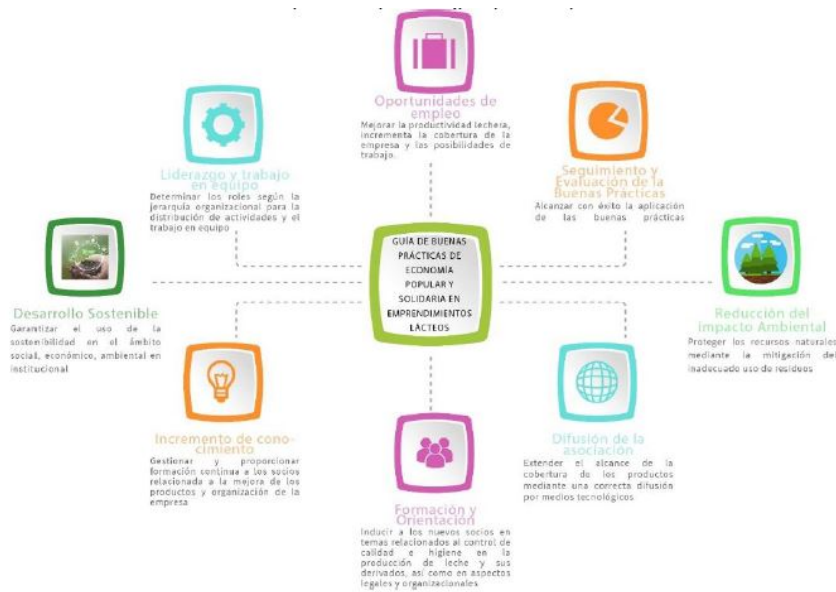 Oportunidades de
empleo
Mejorar la productividad lechera,
incrementa la cobertura de la
empresa y las posibilidades de
trabajo.
Liderazgo y trabajo
en equipo
Determinar los roles según la
jerarquía organizacional para la
distribución de actividades y el
trabajo en equipo
Seguimiento y
Evaluación de la
Buenas Prácticas
Alcanzar con éxito la aplicación
de las buenas prácticas
GUÍA DE BUENAS
PRÁCTICAS DE
ECONOMÍA
POPULAR Y
SOLIDARIA EN
EMPRENDIMIENTOS
LÁCTEOS
Desarrollo Sostenible
Garantizar el uso de la
sostenibilidad en el ámbito
social, económico, ambiental en
institucional
Reducción del
impacto Ambiental
Proteger los recursos naturales
mediante la mitigación del
inadecuado uso de residuos
Incremento de cono-
cimiento
Gestionar y proporcionar
formación continua a los socios
relacionada a la mejora de los
productos y organización de la
empresa
Difusión de la
asociación
Extender el alcance de la
cobertura de los productos
mediante una correcta difusión
por medios tecnológicos
Formación y
Orientación
Inducir a los nuevos socios en
temas relacionados al control de
calidad e higiene en la
producción de leche y sus
derivados, así como en aspectos
legales y organizacionales